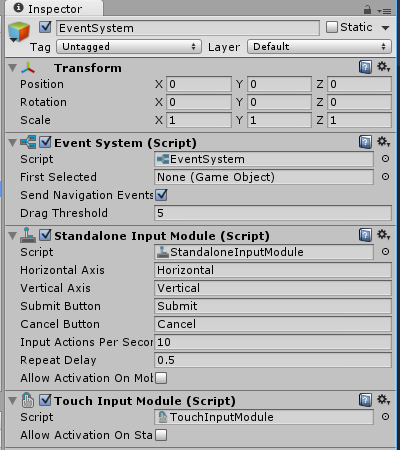 Inspector
EventSystem Static
Tag Untagged Layer Default
Transform
Position X 0 Y 0 Z 0
Rotation X 0 Y 0 Z 0
Scale X 1 Y 1 Z 1
Event System (Script)
Script EventSystem
First Selected None (Game Object)
Send Navigation Events
Drag Threshold 5
Standalone Input Module (Script)
Script StandaloneInputModule
Horizontal Axis Horizontal
Vertical Axis Vertical
Submit Button Submit
Cancel Button Cancel
Input Actions Per Secor 10
Repeat Delay 0.5
Allow Activation On Mob
Touch Input Module (Script)
Script TouchInputModule
Allow Activation On Sta